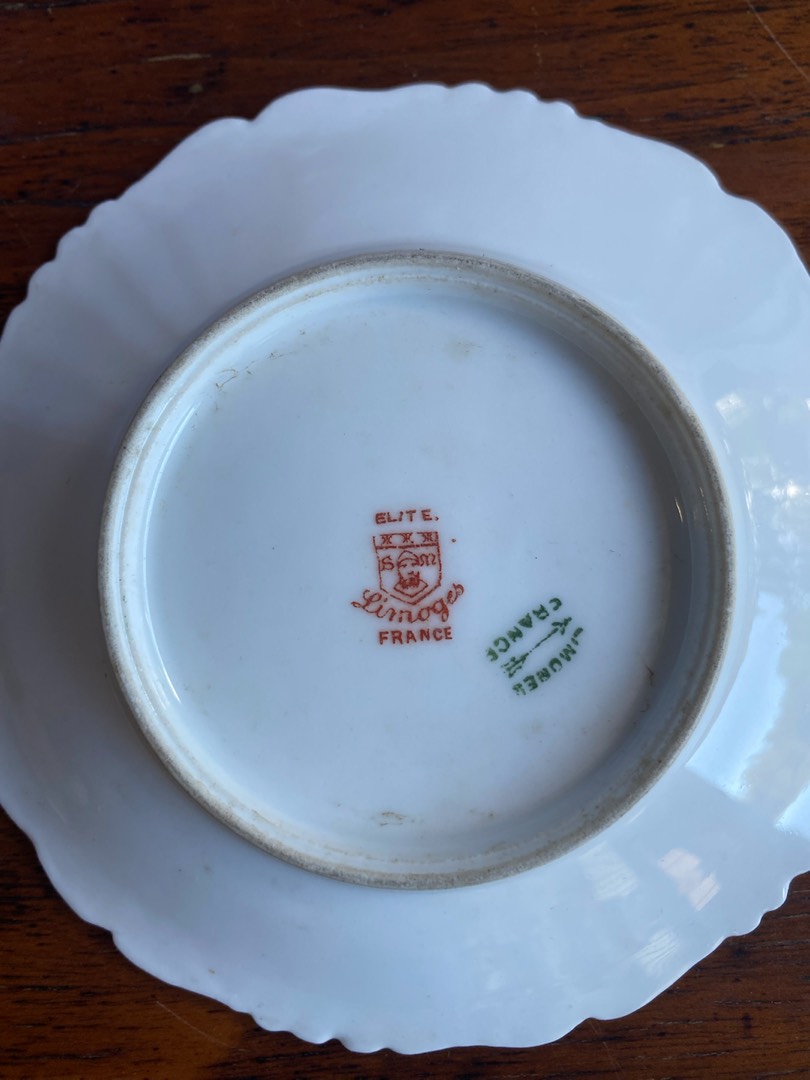 ELITE.
S M
Limoges
FRANCE
LIMOGES
FRANCE